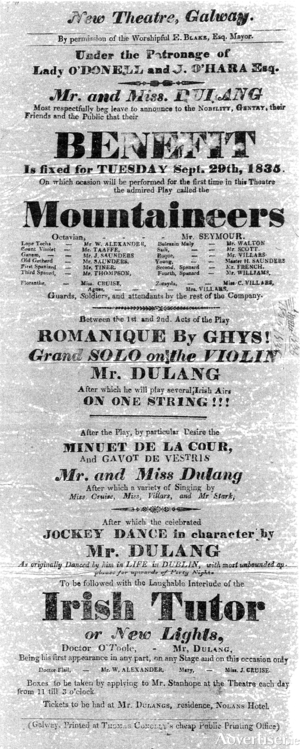 New Theatre, Galway.
By permission of the Worshipful E. BLAKE, Esq. Mayor.
Under the Patronage of
Lady O'DONELL and J. O'HARA Esq.
Mr. and Miss. DULANG
Most respectfully beg leave to announce to the NOBILITY, GENTRY, their
Friends and the Public that their
BENEFIT
Is fixed for TUESDAY Sept. 29th, 1835.
On which ocasion will be performed for the first time in this Theatre
the admired Play called the
Mountaineers
Octavian, Mr. SEYMOUR.
Lope Tocho Mr. W. ALEXANDER, Bulcazin Muly Mr. WALTON
Count Virolet Mr. TAAFFE, Sadi, Mr. SCOTT.
Ganem, Mr. J. SAUNDERS Roque, Mr. VILLARS
Old Goatherd Mr. SAUNDERS, Young, Master H. SAUNDERS
First Spaniard Mr. TINER, Second, Spaniard FRENCH.
Third Second, Mr. THOMPSON, Fourth, Spaniard Mr. WILLIAMS,
Floranthe, Miss. CRUISE, Zorayda, Miss C. VILLARS,
Agnes, Mrs. VILLARS,
Guards, Soldiers, and attendants by the rest of the Company.
Between the 1st and 2nd. Acts of the Play
ROMANIQUE BY GHYS!
Grand SOLO on the VIOLIN
Mr. DULANG
After which he will play several, Irish Airs
ON ONE STRING!!!
After the Play, by particular Desire the
MINUET DE LA COUR,
And GAVOT DE VESTRIS
Mr. and Miss Dulang
After which a variety of Singing by
Miss. Cruise, Miss, Villars, and Mr Stark,
After which the celebrated
JOCKEY DANCE in character by
Mr. DULANG
As originally Danced by him in LIFE in DUBLIN, with most unbounded ap-
plause for upwards of Forty Nights
To be followed with the Laughable Interlude of the
Irish Tutor
or New Lights,
Doctor O'Toole, Mr, DULANG,
Being his first appearance in any part, on any Stage and on this occasion only
Doctor Flail, Mr. W. ALEXANDER. Mary, Miss. J. CRUISE.
Boxes to be taken by applying to Mr. Stanhope at the Theatre each day
from 11 till 3 o'clock.
Tickets to be had at Mr. DULANGS, residence, NOLANS Hotel.
(Galway, Printed at THOMAS CONOLLY's cheap Public Printing Office)
Advertiser.ie